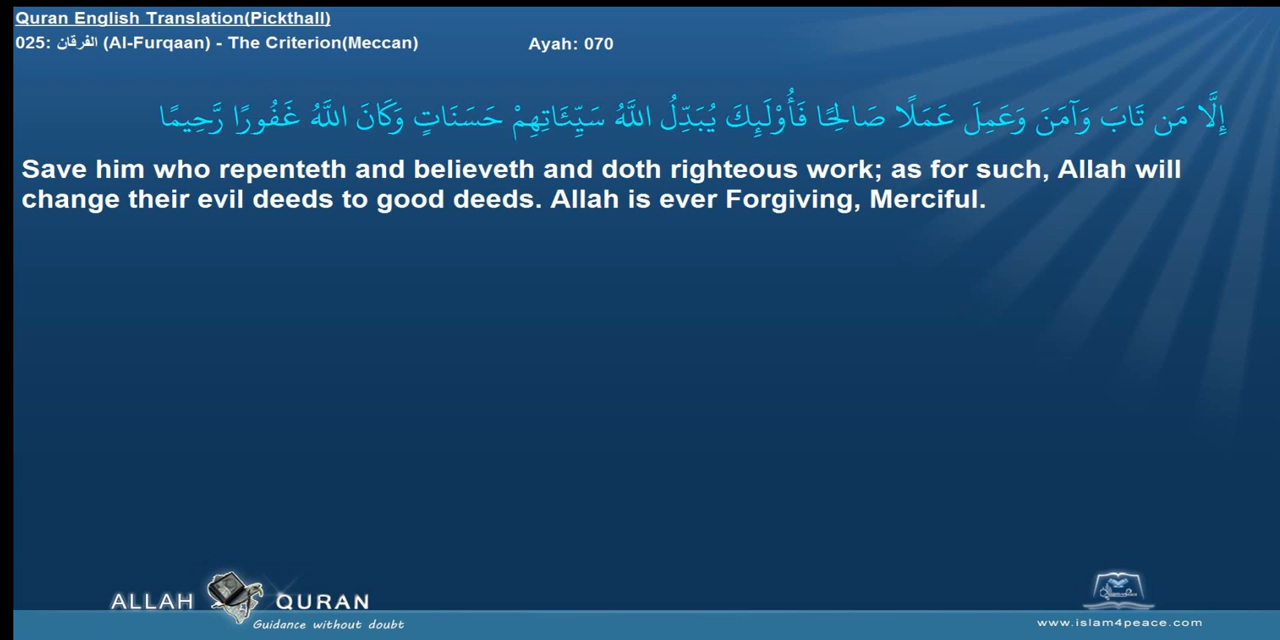 Quran English Translation(Pickthall)
025: الفرقان (Al-Furqaan) - The Criterion(Meccan) Ayah: 070
إِلَّا مَن تَابَ وَآمَنَ وَعَمِلَ عَمَلًا صَالِحًا فَأُوْلَئِكَ يُبَدِّلُ اللَّهُ سَيِّئَاتِهِمْ حَسَنَاتٍ وَكَانَ اللَّهُ غَفُورًا رَّحِيمًا
Save him who repenteth and believeth and doth righteous work; as for such, Allah will
change their evil deeds to good deeds. Allah is ever Forgiving, Merciful.
ALLAH QURAN
Guidance without doubt
www.islam4peace.com